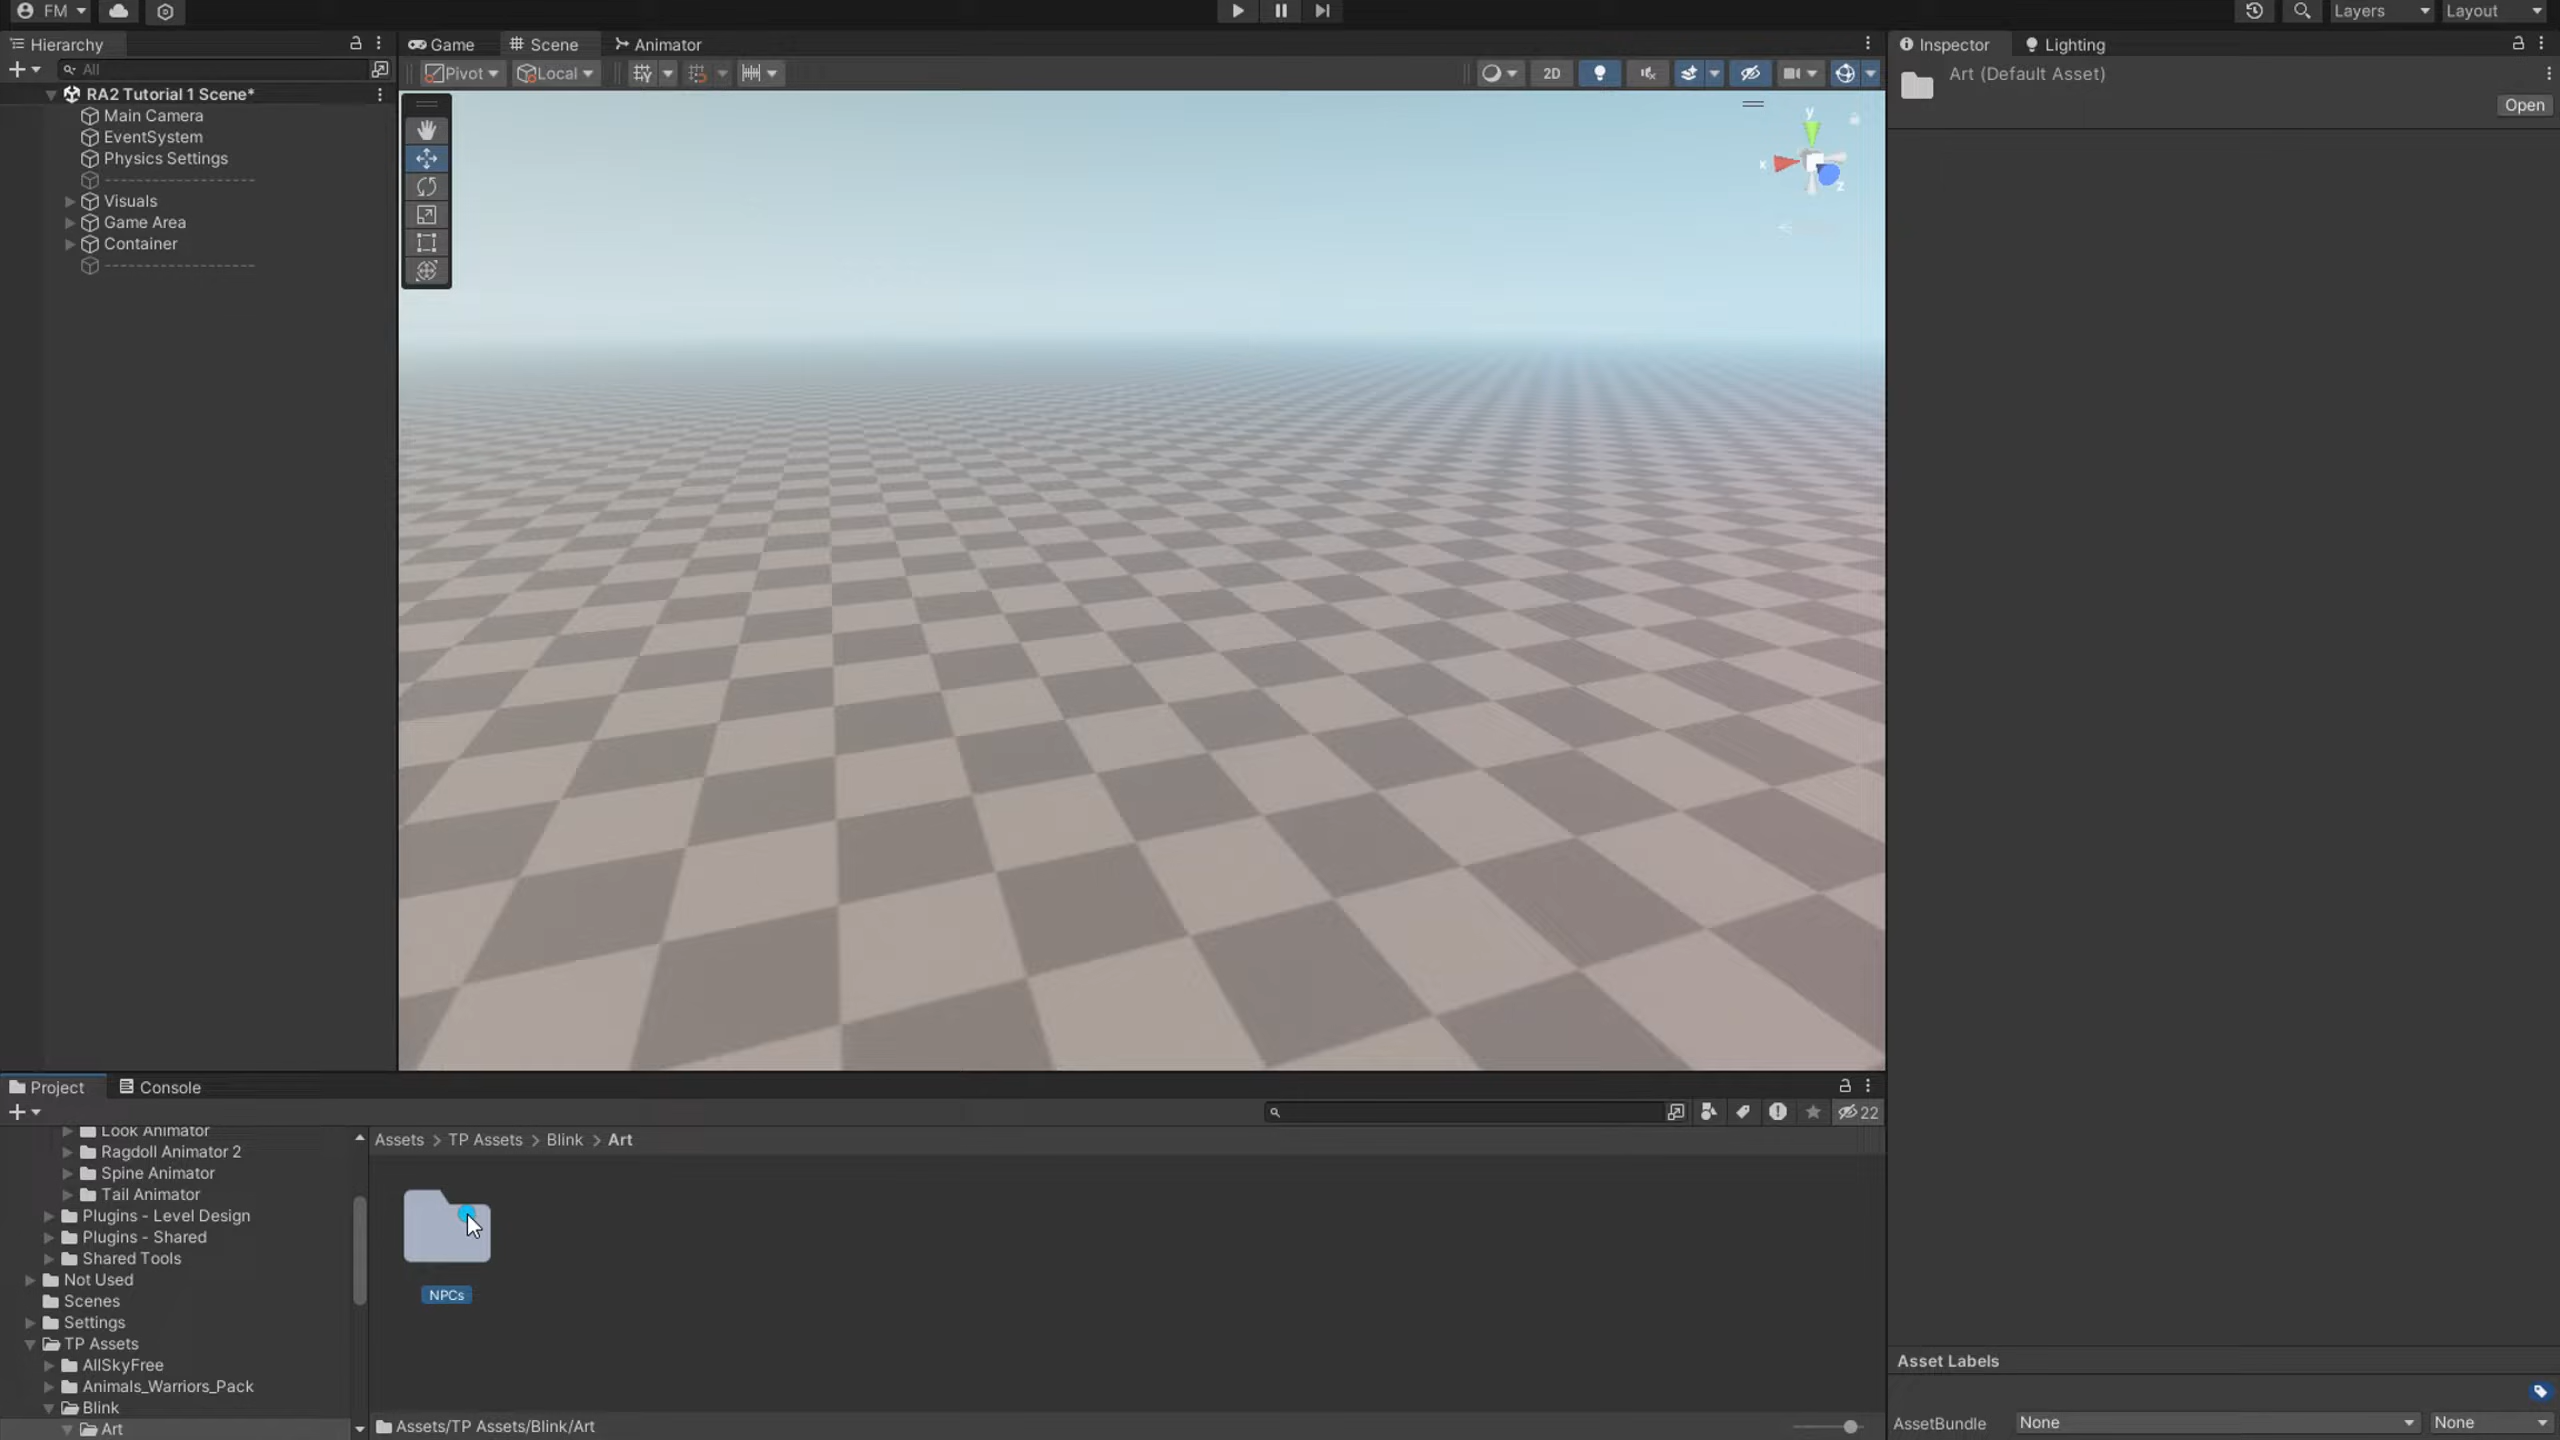 FM
Layers
Layout
Hierarchy
Game
Scene
Animator
Inspector
Lighting
All
Pivot
Local
2D
Art (Default Asset)
Open
RA2 Tutorial 1 Scene*
Main Camera
EventSystem
Physics Settings
--------------------
Visuals
Game Area
Container
--------------------
y
x
z
Project
Console
22
Look Animator
Ragdoll Animator 2
Spine Animator
Tail Animator
Plugins - Level Design
Plugins - Shared
Shared Tools
Not Used
Scenes
Settings
TP Assets
AllSkyFree
Animals_Warriors_Pack
Blink
Art
Assets > TP Assets > Blink > Art
NPCs
Assets/TP Assets/Blink/Art
Asset Labels
AssetBundle
None
None